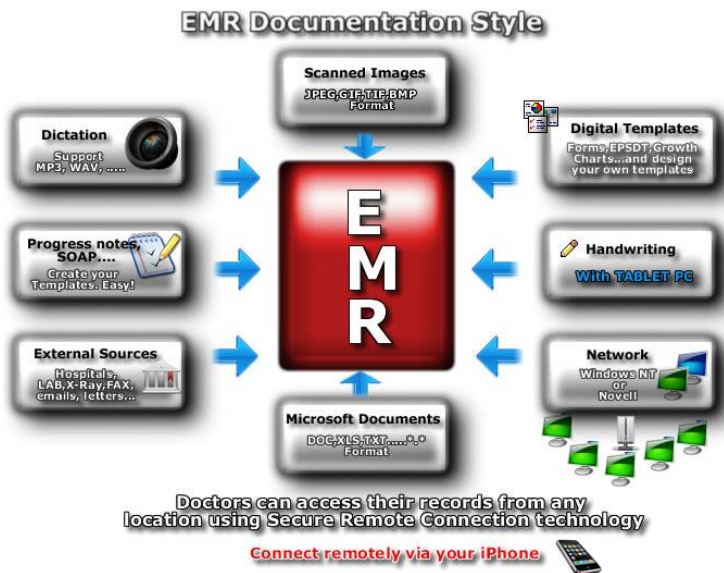 EMR Documentation Style
Scanned Images
JPEG,GIF,TIF,BMP
Format
Dictation
Support
MP3, WAV, .....
Digital Templates
Forms,EPSDT,Growth
Charts...and design
your own templates
E
M
R
Progress notes,
SOAP....
Create your
Templates. Easy!
Handwriting
With TABLET PC
External Sources
Hospitals,
LAB,X-Ray,FAX,
emails, letters...
Network
Windows NT
or
Novell
Microsoft Documents
DOC,XLS,TXT.....*.*
Format
Doctors can access their records from any
location using Secure Remote Connection technology
Connect remotely via your iPhone